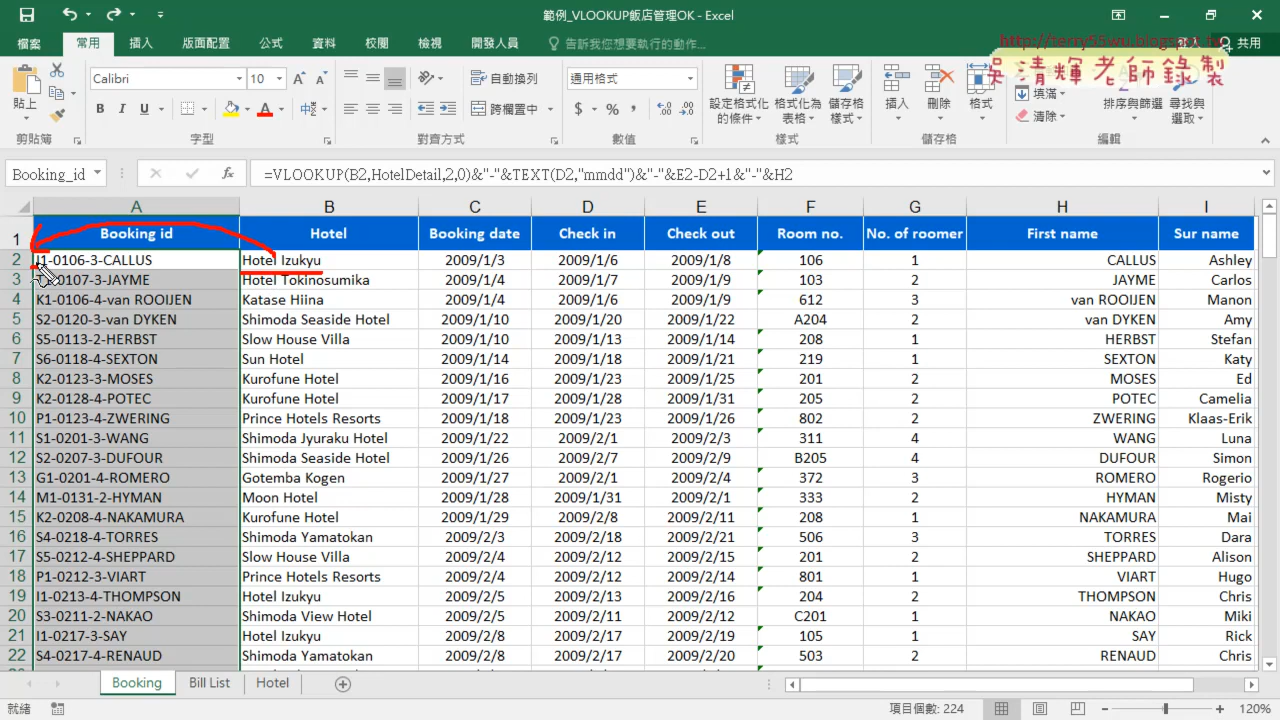 範例_VLOOKUP飯店管理OK - Excel
檔案 常用 插入 版面配置 公式 資料 校閱 檢視 開發人員 告訴我您想要執行的動作... 共用
http://terry55wu.blogspot.tw
吳清輝老師錄製
貼上 Calibri 10 自動換列 通用格式 設定格式化的條件 格式化為表格 儲存格樣式 插入 刪除 格式 填滿 清除 排序與篩選 尋找與選取
B I U 跨欄置中 $ %
剪貼簿 字型 對齊方式 數值 樣式 儲存格 編輯
Booking_id fx =VLOOKUP(B2,HotelDetail,2,0)&"-"&TEXT(D2,"mmdd")&"-"&E2-D2+1&"-"&H2
A B C D E F G H I
1 Booking id Hotel Booking date Check in Check out Room no. No. of roomer First name Sur name
2 I1-0106-3-CALLUS Hotel Izukyu 2009/1/3 2009/1/6 2009/1/8 106 1 CALLUS Ashley
3 0107-3-JAYME Hotel Tokinosumika 2009/1/4 2009/1/7 2009/1/9 103 2 JAYME Carlos
4 K1-0106-4-van ROOIJEN Katase Hiina 2009/1/4 2009/1/6 2009/1/9 612 3 van ROOIJEN Manon
5 S2-0120-3-van DYKEN Shimoda Seaside Hotel 2009/1/10 2009/1/20 2009/1/22 A204 2 van DYKEN Amy
6 S5-0113-2-HERBST Slow House Villa 2009/1/10 2009/1/13 2009/1/14 208 1 HERBST Stefan
7 S6-0118-4-SEXTON Sun Hotel 2009/1/14 2009/1/18 2009/1/21 219 1 SEXTON Katy
8 K2-0123-3-MOSES Kurofune Hotel 2009/1/16 2009/1/23 2009/1/25 201 2 MOSES Ed
9 K2-0128-4-POTEC Kurofune Hotel 2009/1/17 2009/1/28 2009/1/31 205 2 POTEC Camelia
10 P1-0123-4-ZWERING Prince Hotels Resorts 2009/1/18 2009/1/23 2009/1/26 802 2 ZWERING Klaas-Erik
11 S1-0201-3-WANG Shimoda Jyuraku Hotel 2009/1/22 2009/2/1 2009/2/3 311 4 WANG Luna
12 S2-0207-3-DUFOUR Shimoda Seaside Hotel 2009/1/26 2009/2/7 2009/2/9 B205 4 DUFOUR Simon
13 G1-0201-4-ROMERO Gotemba Kogen 2009/1/27 2009/2/1 2009/2/4 372 3 ROMERO Rogerio
14 M1-0131-2-HYMAN Moon Hotel 2009/1/28 2009/1/31 2009/2/1 333 2 HYMAN Misty
15 K2-0208-4-NAKAMURA Kurofune Hotel 2009/1/29 2009/2/8 2009/2/11 208 1 NAKAMURA Mai
16 S4-0218-4-TORRES Shimoda Yamatokan 2009/2/3 2009/2/18 2009/2/21 506 3 TORRES Dara
17 S5-0212-4-SHEPPARD Slow House Villa 2009/2/4 2009/2/12 2009/2/15 201 2 SHEPPARD Alison
18 P1-0212-3-VIART Prince Hotels Resorts 2009/2/4 2009/2/12 2009/2/14 801 1 VIART Hugo
19 I1-0213-4-THOMPSON Hotel Izukyu 2009/2/5 2009/2/13 2009/2/16 204 2 THOMPSON Chris
20 S3-0211-2-NAKAO Shimoda View Hotel 2009/2/5 2009/2/11 2009/2/12 C201 1 NAKAO Miki
21 I1-0217-3-SAY Hotel Izukyu 2009/2/8 2009/2/17 2009/2/19 105 1 SAY Rick
22 S4-0217-4-RENAUD Shimoda Yamatokan 2009/2/8 2009/2/17 2009/2/20 503 2 RENAUD Chris
Booking Bill List Hotel
就緒 項目個數: 224 120%